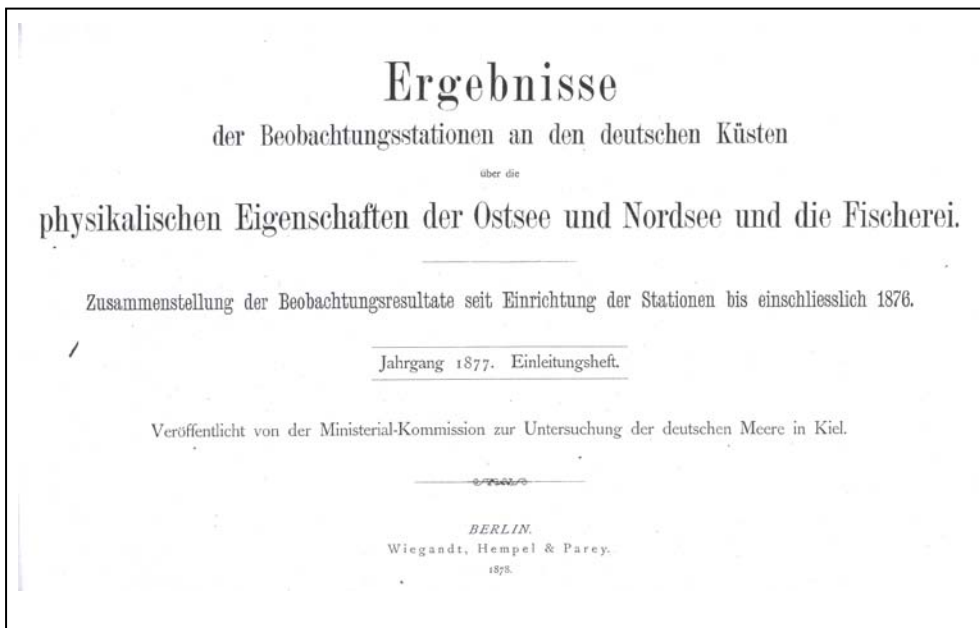 Ergebnisse
der Beobachtungsstationen an den deutschen Küsten
über die
physikalischen Eigenschaften der Ostsee und Nordsee und die Fischerei.
Zusammenstellung der Beobachtungsresultate seit Einrichtung der Stationen bis einschliesslich 1876.
Jahrgang 1877. Einleitungsheft.
Veröffentlicht von der Ministerial-Kommission zur Untersuchung der deutschen Meere in Kiel.
BERLIN.
Wiegandt, Hempel & Parey.
1878.